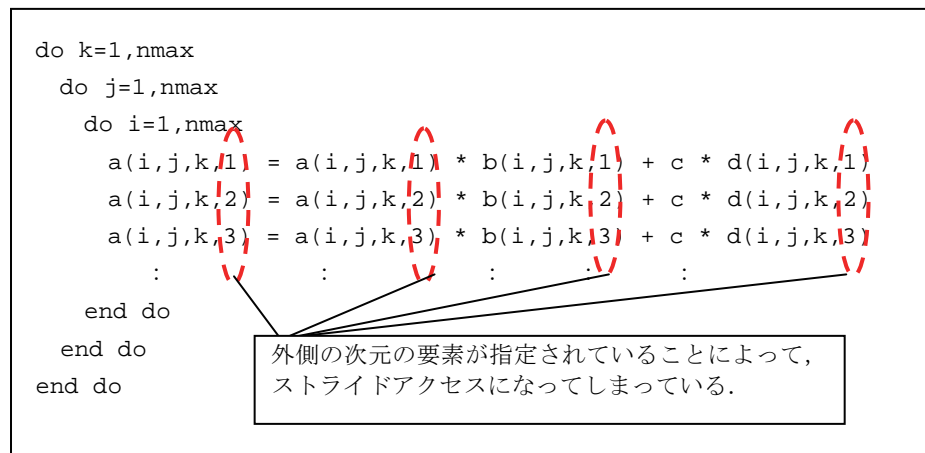 do k=1,nmax
do j=1,nmax
do i=1,nmax
a(i,j,k,1) = a(i,j,k,1) * b(i,j,k,1) + c * d(i,j,k,1)
a(i,j,k,2) = a(i,j,k,2) * b(i,j,k,2) + c * d(i,j,k,2)
a(i,j,k,3) = a(i,j,k,3) * b(i,j,k,3) + c * d(i,j,k,3)
: : : : :
end do
end do
end do
外側の次元の要素が指定されていることによって，
ストライドアクセスになってしまっている．